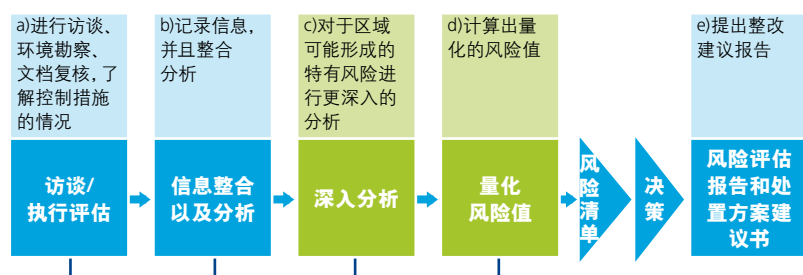 a)进行访谈、
环境勘察、
文档复核，了
解控制措施
的情况
b)记录信息，
并且整合
分析
c)对于区域
可能形成的
特有风险进
行更深入的
分析
d)计算出量
化的风险值
e)提出整改
建议报告
访谈/
执行评估
信息整合
以及分析
深入分析
量化
风险值
风险清单
决策
风险评估
报告和处
置方案建
议书